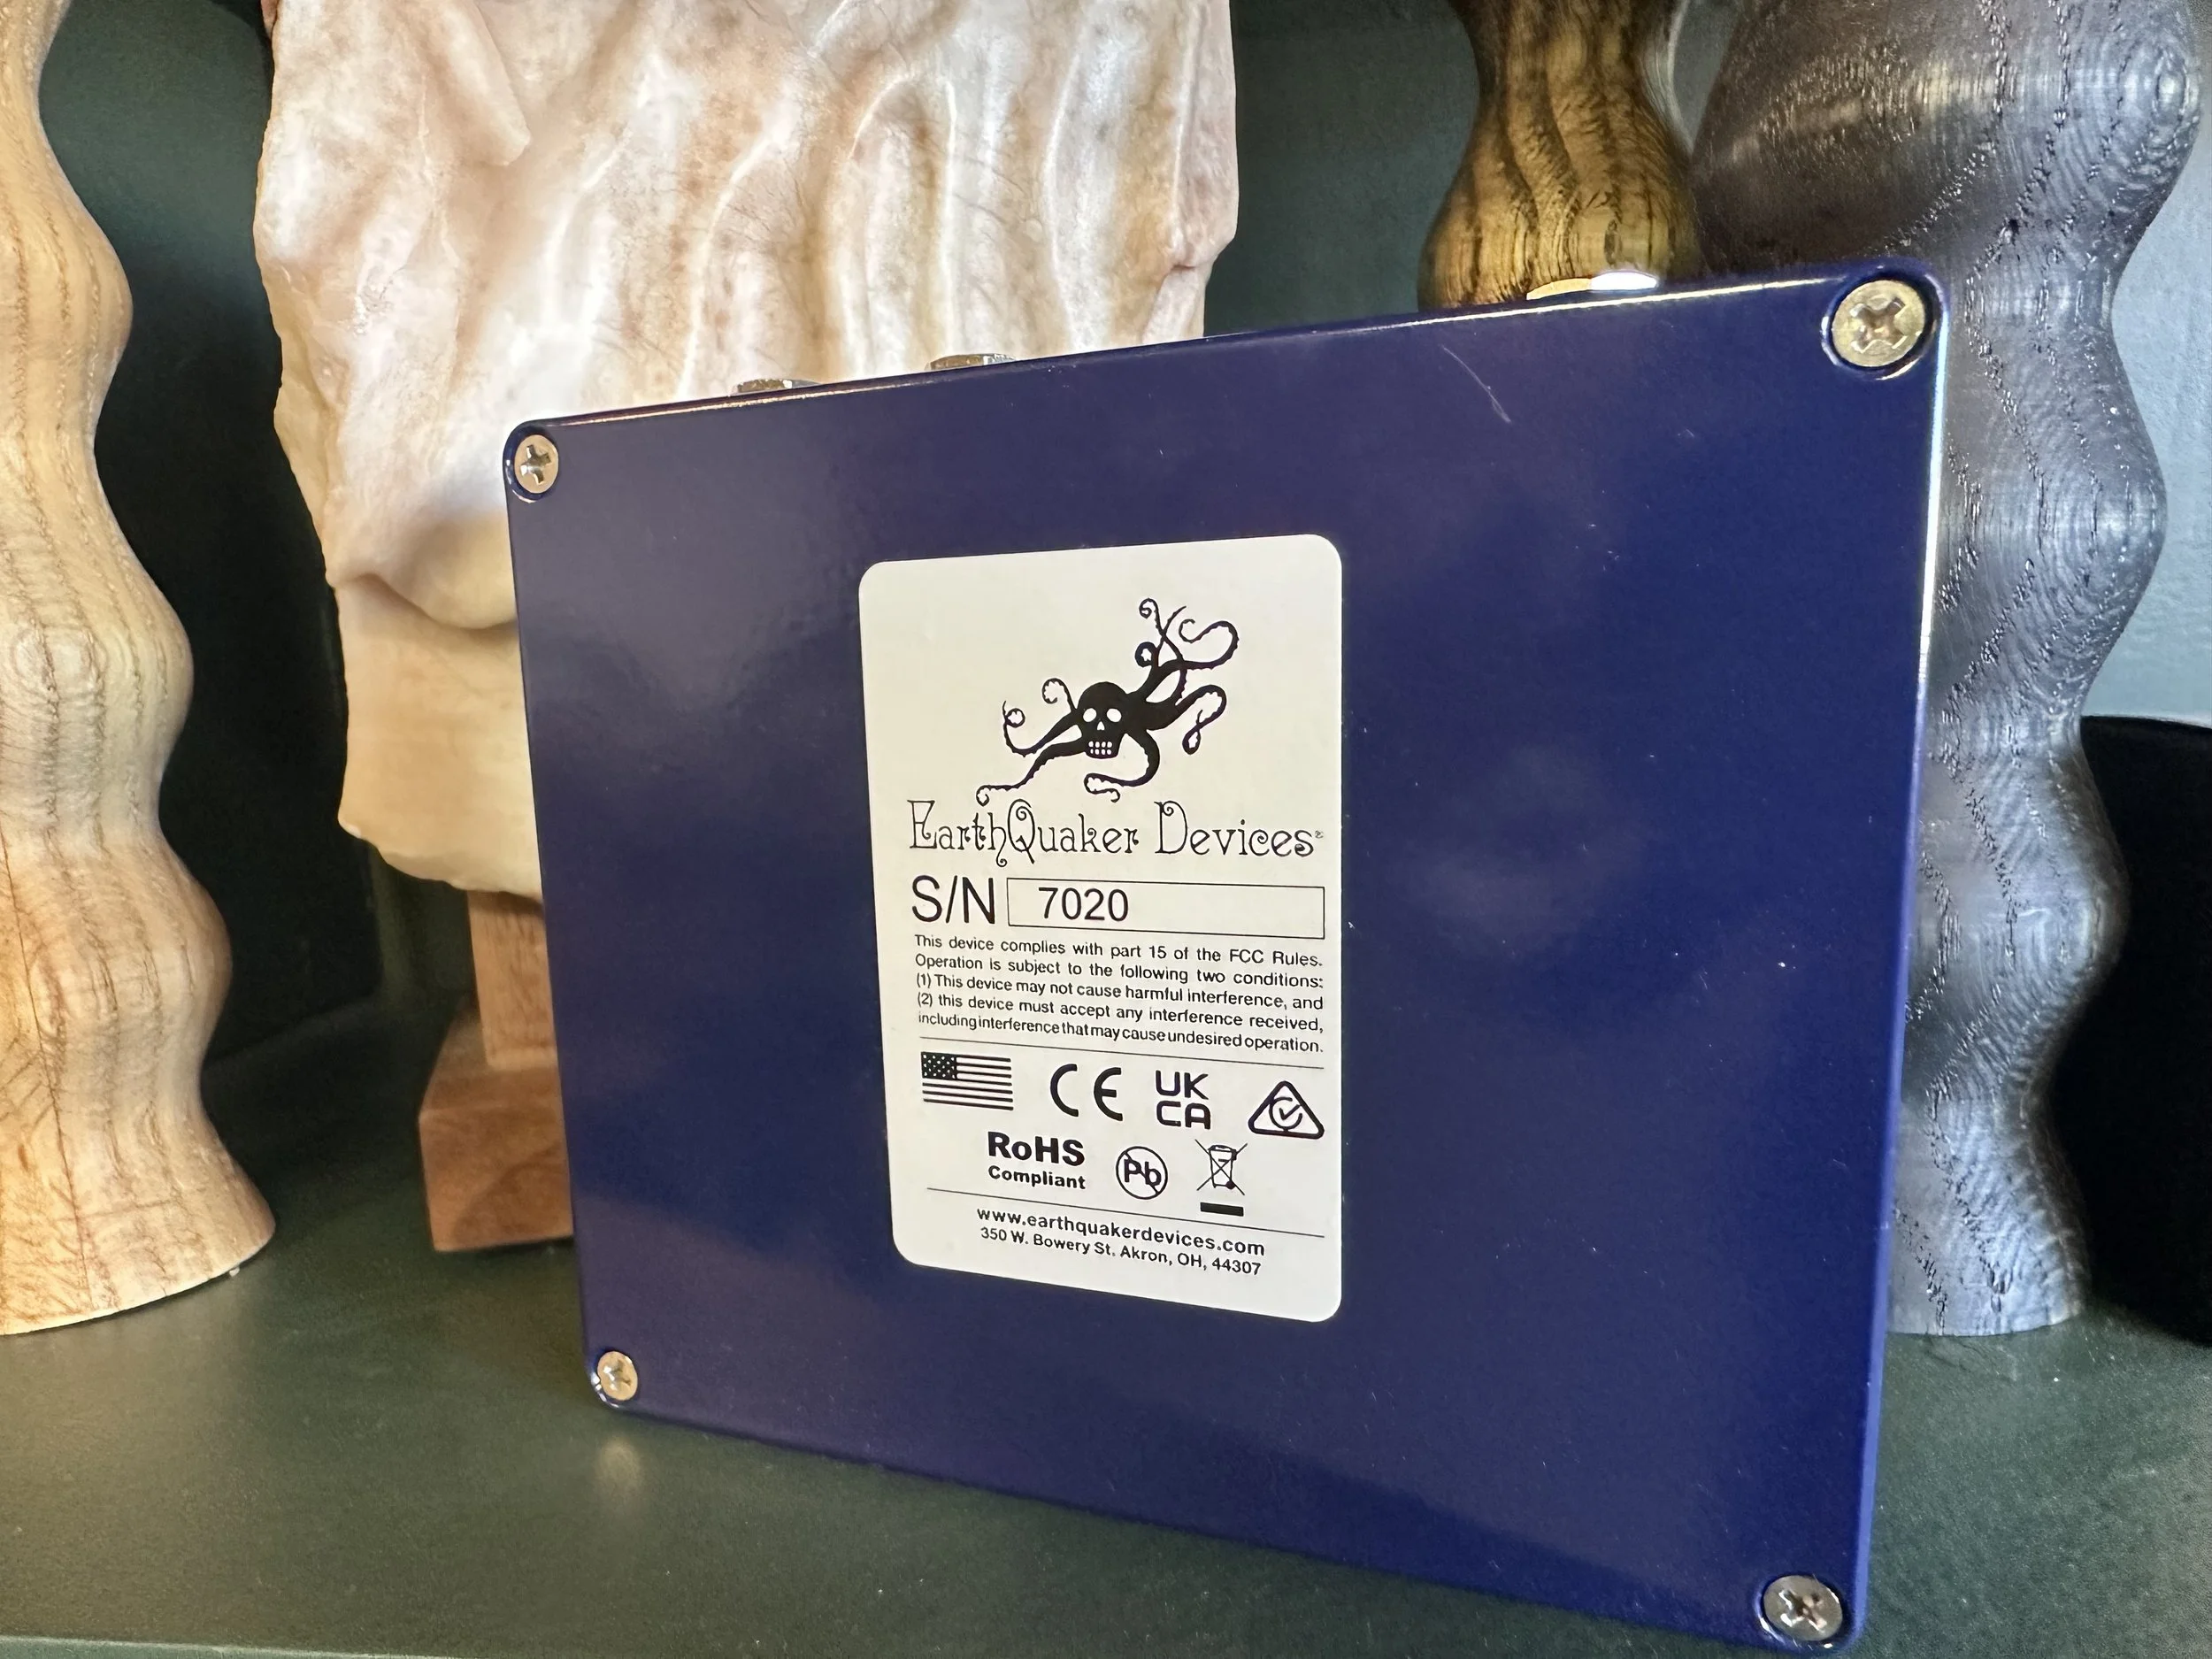 EarthQuaker Devices®
S/N 7020
This device complies with part 15 of the FCC Rules.
Operation is subject to the following two conditions:
(1) This device may not cause harmful interference, and
(2) this device must accept any interference received,
including interference that may cause undesired operation.
CE UK
CA
RoHS
Compliant
Pb
www.earthquakerdevices.com
350 W. Bowery St. Akron, OH, 44307